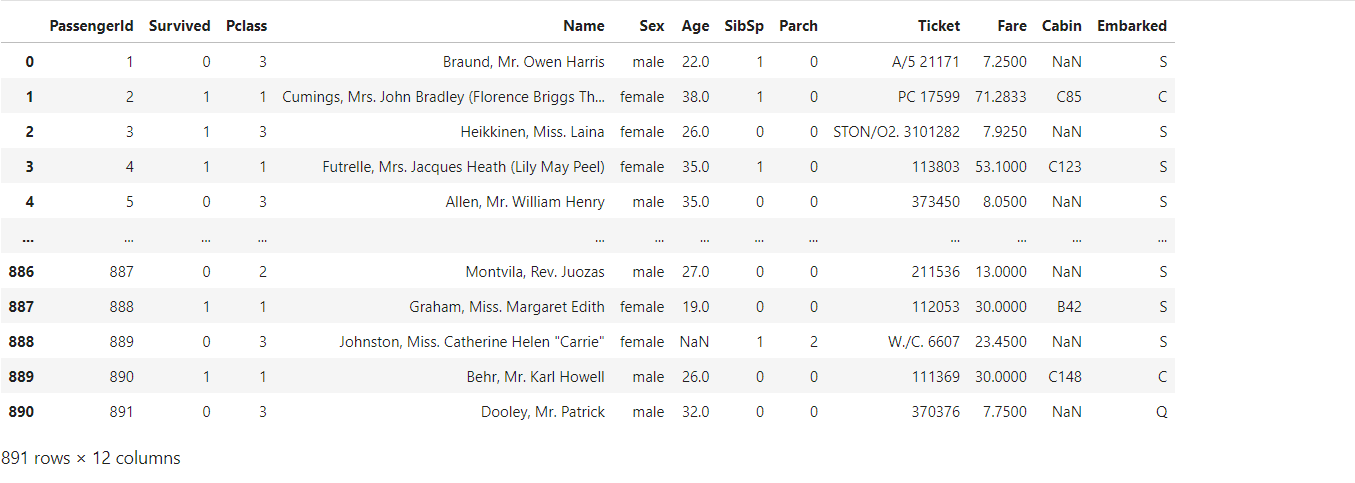 PassengerId Survived Pclass Name Sex Age SibSp Parch Ticket Fare Cabin Embarked
0 1 0 3 Braund, Mr. Owen Harris male 22.0 1 0 A/5 21171 7.2500 NaN S
1 2 1 1 Cumings, Mrs. John Bradley (Florence Briggs Th... female 38.0 1 0 PC 17599 71.2833 C85 C
2 3 1 3 Heikkinen, Miss. Laina female 26.0 0 0 STON/O2. 3101282 7.9250 NaN S
3 4 1 1 Futrelle, Mrs. Jacques Heath (Lily May Peel) female 35.0 1 0 113803 53.1000 C123 S
4 5 0 3 Allen, Mr. William Henry male 35.0 0 0 373450 8.0500 NaN S
... ... ... ... ... ... ... ... ... ... ... ... ...
886 887 0 2 Montvila, Rev. Juozas male 27.0 0 0 211536 13.0000 NaN S
887 888 1 1 Graham, Miss. Margaret Edith female 19.0 0 0 112053 30.0000 B42 S
888 889 0 3 Johnston, Miss. Catherine Helen "Carrie" female NaN 1 2 W./C. 6607 23.4500 NaN S
889 890 1 1 Behr, Mr. Karl Howell male 26.0 0 0 111369 30.0000 C148 C
890 891 0 3 Dooley, Mr. Patrick male 32.0 0 0 370376 7.7500 NaN Q
891 rows × 12 columns